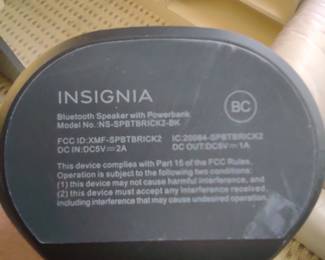 INSIGNIA
BC
Bluetooth Speaker with Powerbank
Model No.:NS-SPBTBRICK2-BK
FCC ID:XMF-SPBTBRICK2 IC:20084-SPBTBRICK2
DC IN:DC5V⎓2A DC OUT:DC5V⎓1A
This device complies with Part 15 of the FCC Rules.
Operation is subject to the following two conditions:
(1) this device may not cause harmful interference, and
(2) this device must accept any interference received,
including interference that may cause undesired operation.